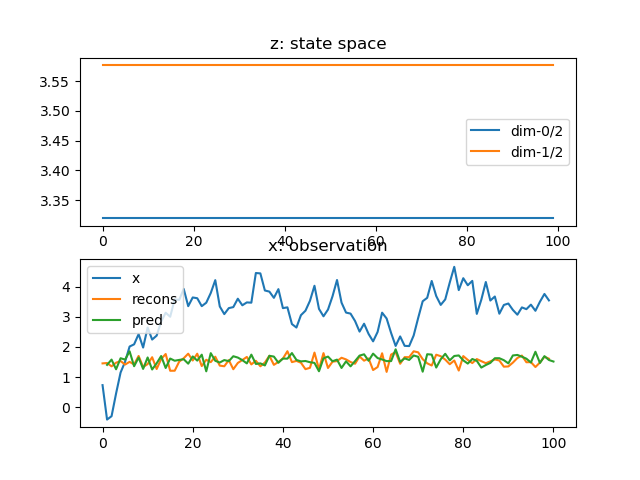 z: state space
3.55
3.50
3.45
3.40
3.35
dim-0/2
dim-1/2
0 20 40 60 80 100
x: observation
4
3
2
1
0
x
recons
pred
0 20 40 60 80 100